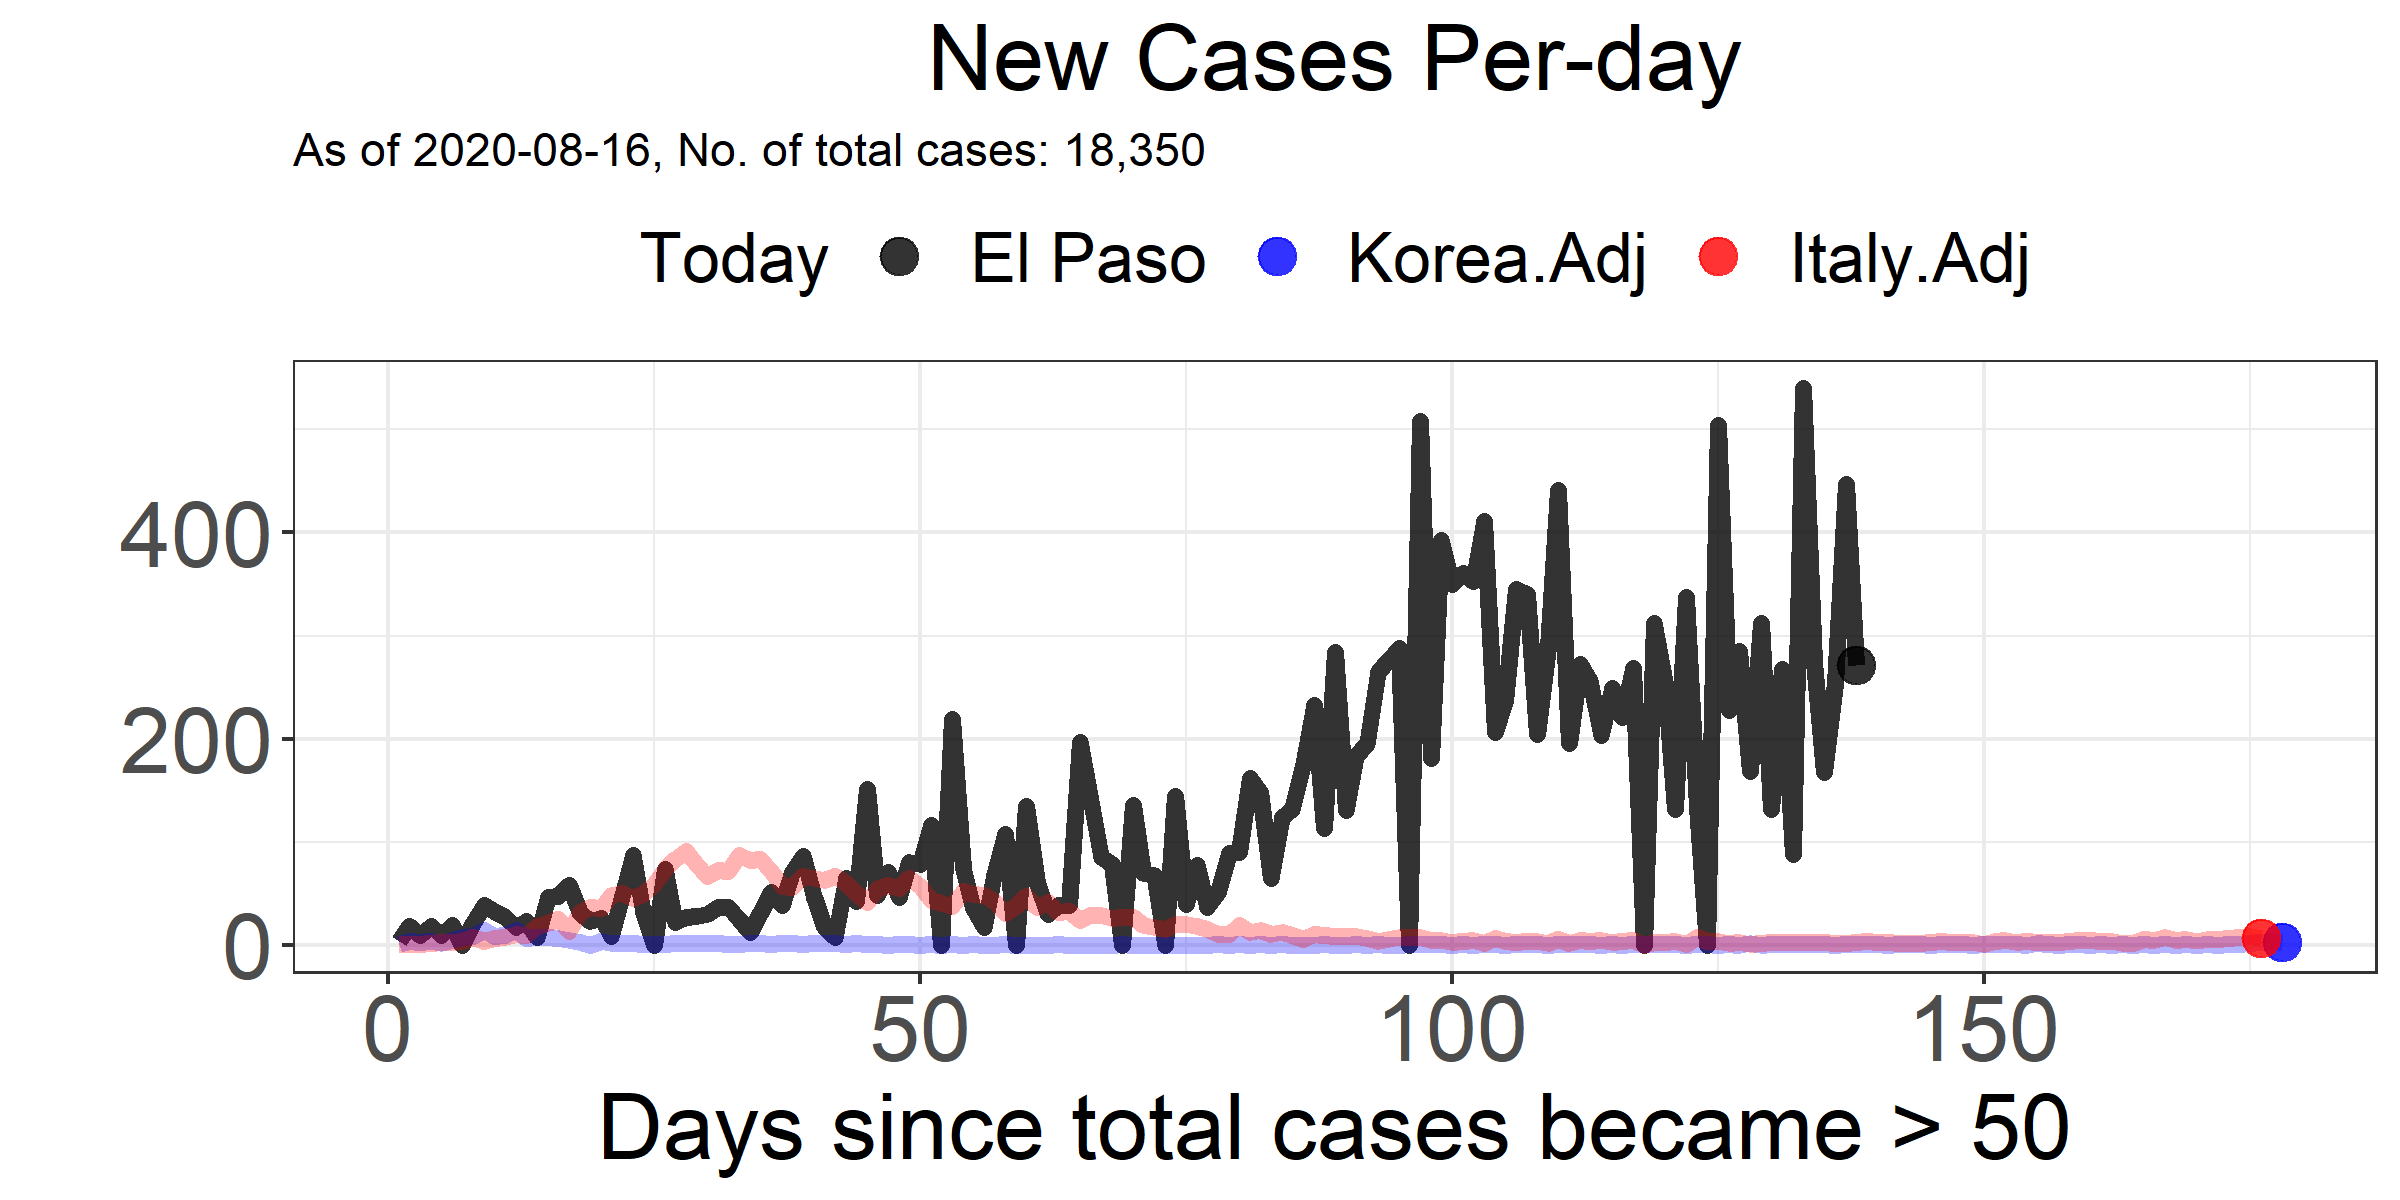 New Cases Per-day
As of 2020-08-16, No. of total cases: 18,350
Today El Paso Korea.Adj Italy.Adj
400
200
0
0 50 100 150
Days since total cases became > 50